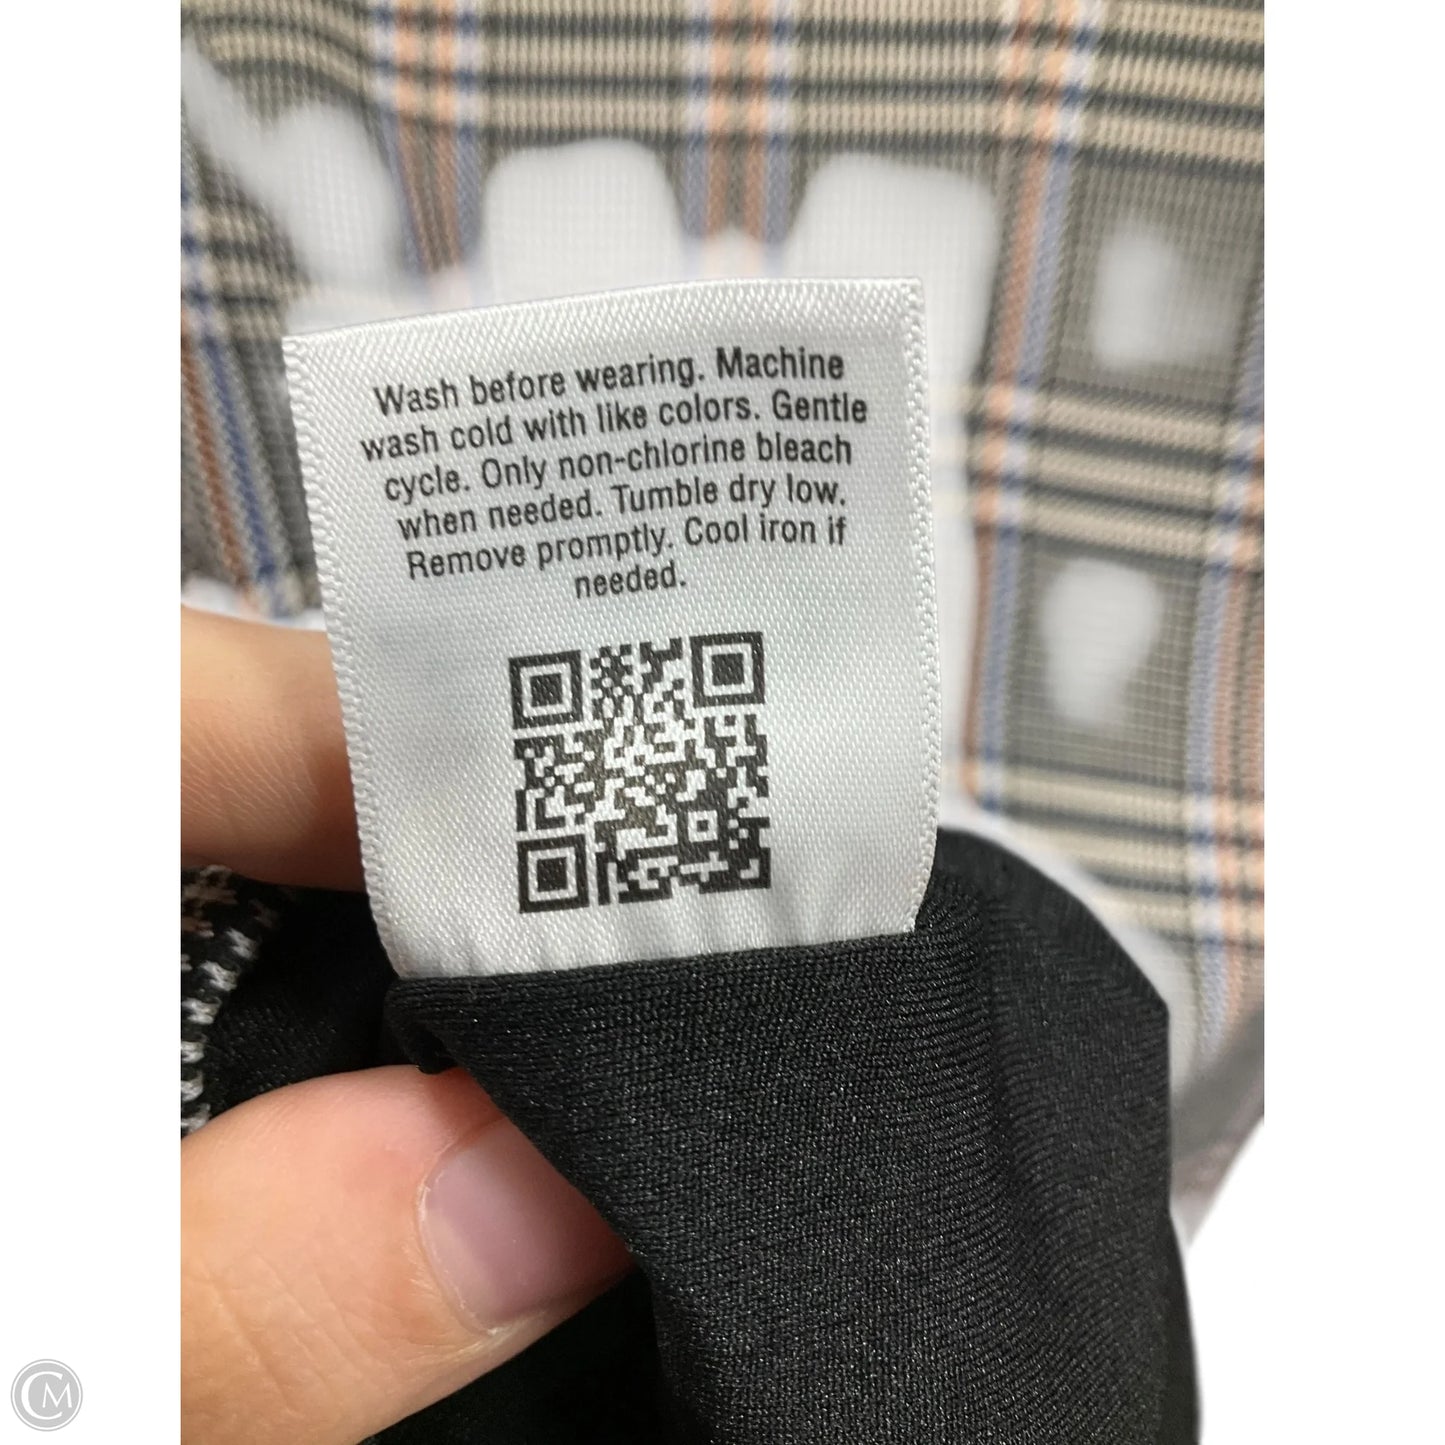 Wash before wearing. Machine
wash cold with like colors. Gentle
cycle. Only non-chlorine bleach
when needed. Tumble dry low.
Remove promptly. Cool iron if
needed.
CM